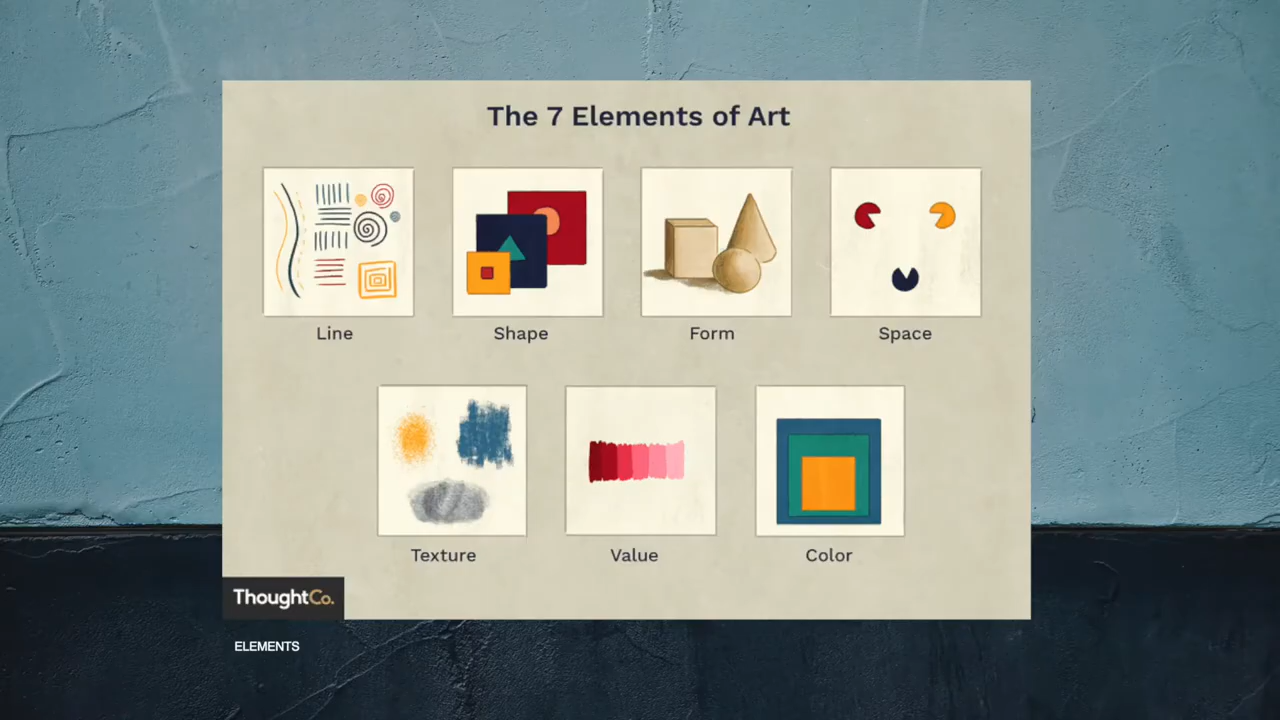 The 7 Elements of Art
Line
Shape
Form
Space
Texture
Value
Color
ThoughtCo.
ELEMENTS